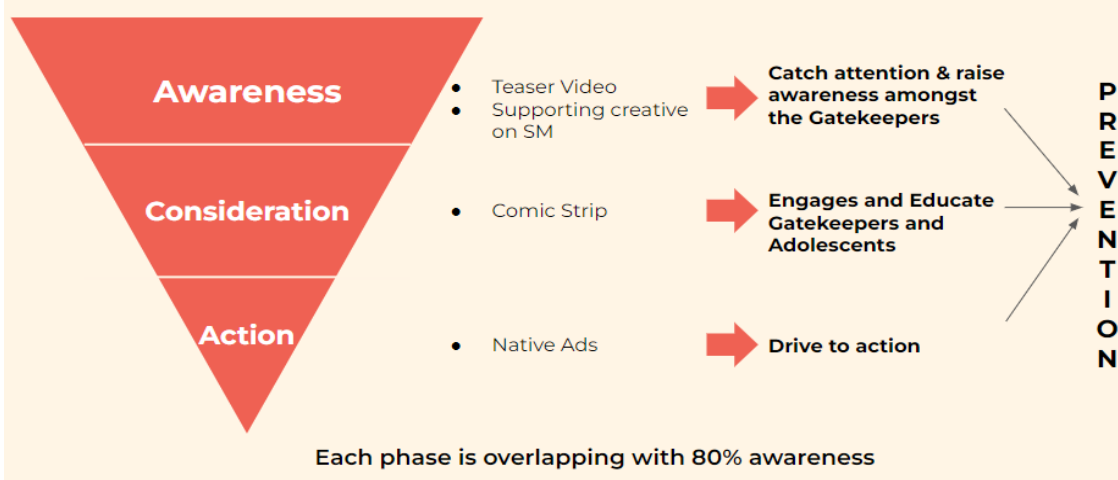 Awareness
● Teaser Video
● Supporting creative
on SM
Catch attention & raise
awareness amongst
the Gatekeepers
Consideration
● Comic Strip
Engages and Educate
Gatekeepers and
Adolescents
Action
● Native Ads
Drive to action
PREVENTION
Each phase is overlapping with 80% awareness